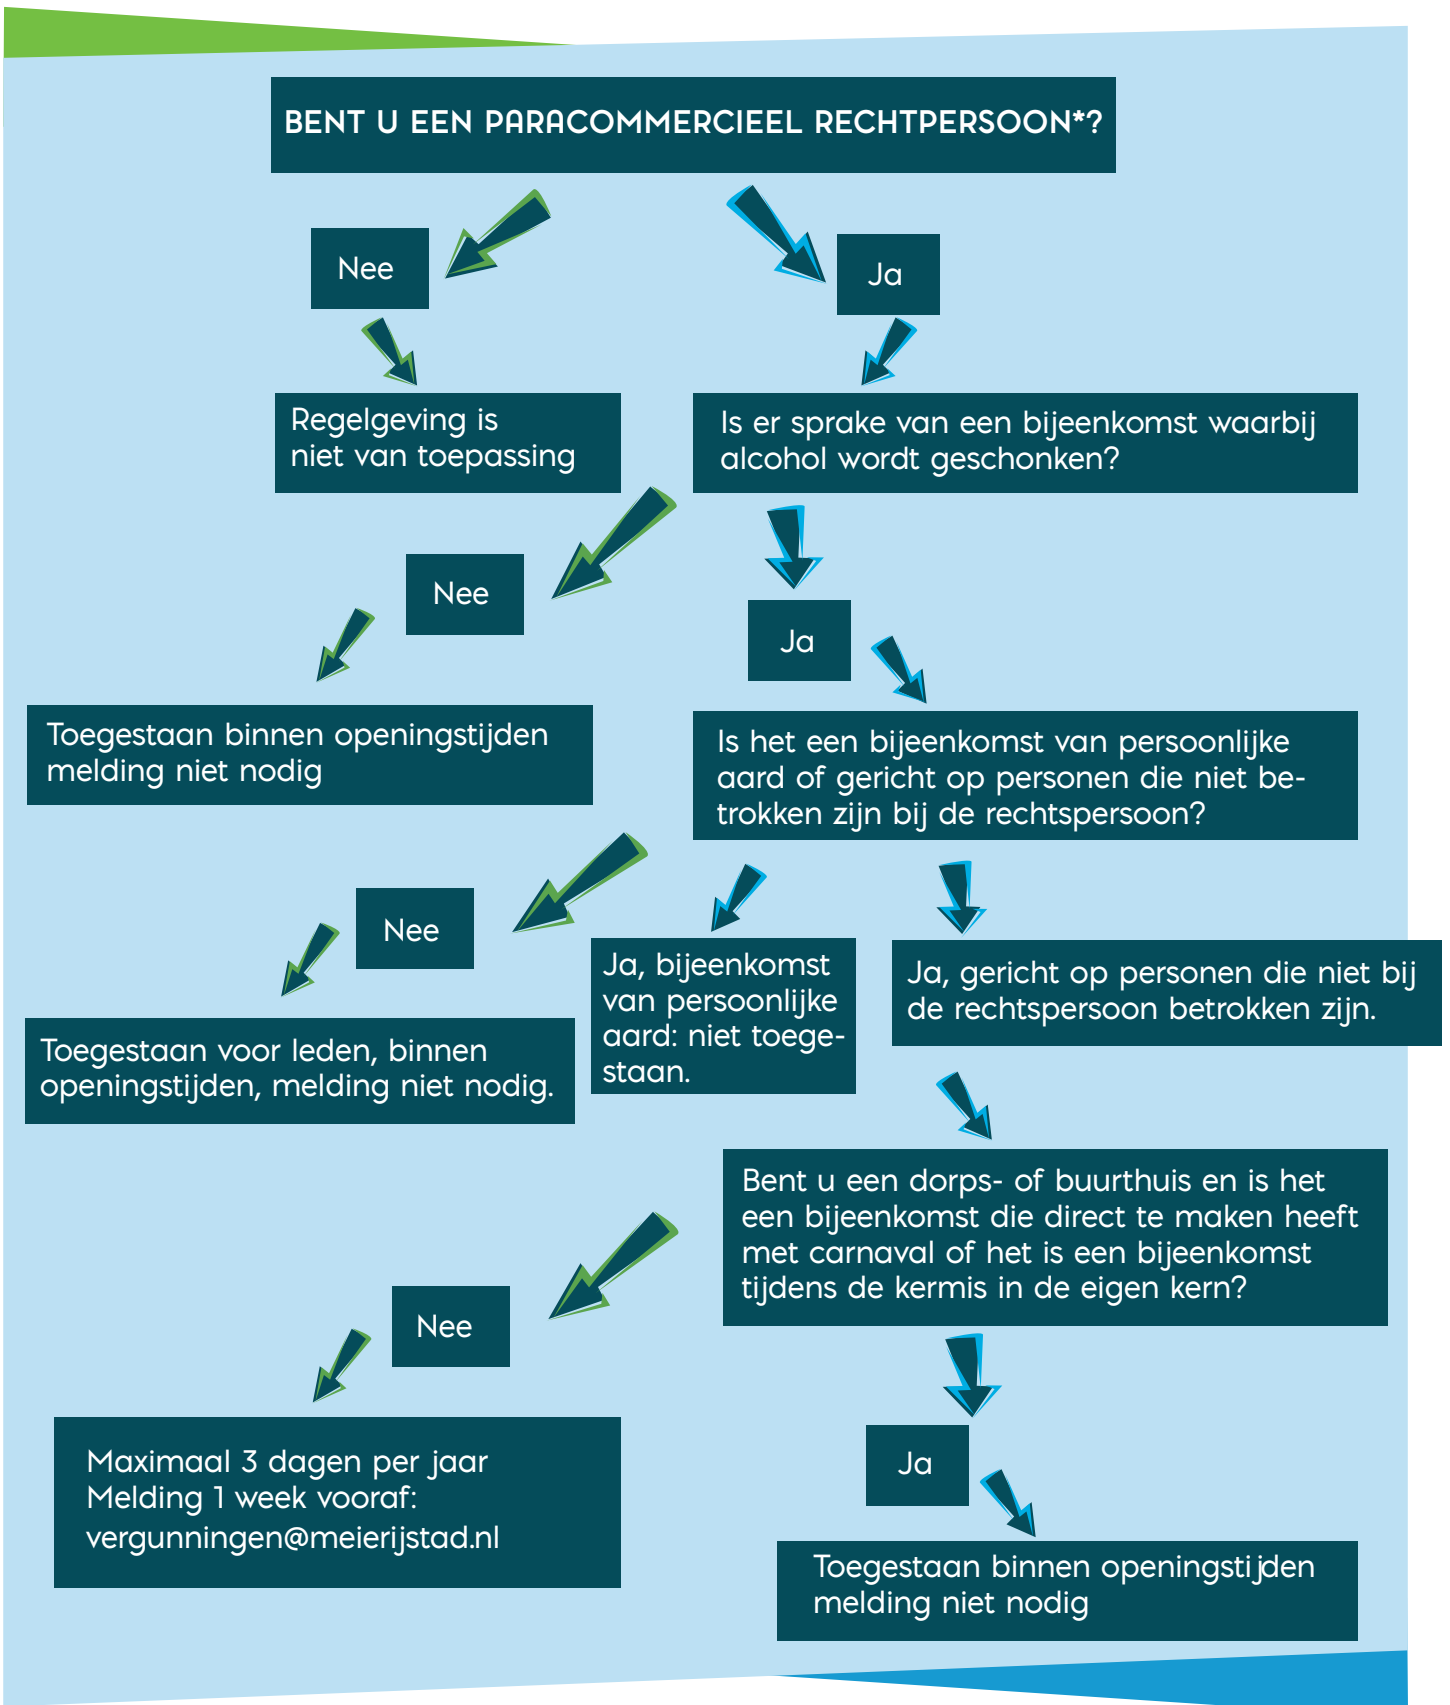 BENT U EEN PARACOMMERCIEEL RECHTPERSOON*?
Nee
Ja
Regelgeving is
niet van toepassing
Is er sprake van een bijeenkomst waarbij
alcohol wordt geschonken?
Nee
Ja
Toegestaan binnen openingstijden
melding niet nodig
Is het een bijeenkomst van persoonlijke
aard of gericht op personen die niet be-
trokken zijn bij de rechtspersoon?
Nee
Ja, bijeenkomst
van persoonlijke
aard: niet toege-
staan.
Ja, gericht op personen die niet bij
de rechtspersoon betrokken zijn.
Toegestaan voor leden, binnen
openingstijden, melding niet nodig.
Bent u een dorps- of buurthuis en is het
een bijeenkomst die direct te maken heeft
met carnaval of het is een bijeenkomst
tijdens de kermis in de eigen kern?
Nee
Maximaal 3 dagen per jaar
Melding 1 week vooraf:
vergunningen@meierijstad.nl
Ja
Toegestaan binnen openingstijden
melding niet nodig